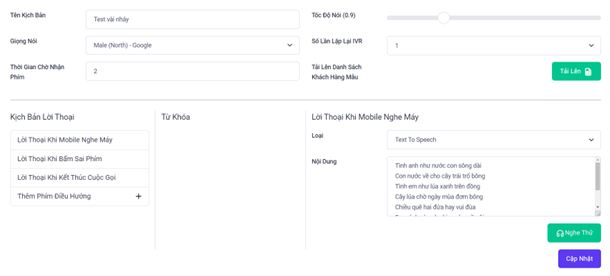 Tên Kịch Bản
Test vài nháy
Tốc Độ Nói (0.9)
Giọng Nói
Male (North) - Google
Số Lần Lặp Lại IVR
1
Thời Gian Chờ Nhận
Phím
2
Tải Lên Danh Sách
Khách Hàng Mẫu
Tải Lên
Kịch Bản Lời Thoại
Lời Thoại Khi Mobile Nghe Máy
Lời Thoại Khi Bấm Sai Phím
Lời Thoại Khi Kết Thúc Cuộc Gọi
Thêm Phím Điều Hướng
Từ Khóa
Lời Thoại Khi Mobile Nghe Máy
Loại
Text To Speech
Nội Dung
Tình anh như nước con sông dài
Con nước về cho cây trái trổ bông
Tình em như lúa xanh trên đồng
Cây lúa chờ ngày mùa đơm bông
Chiều quê hai đứa hay vui đùa
Nghe Thử
Cập Nhật